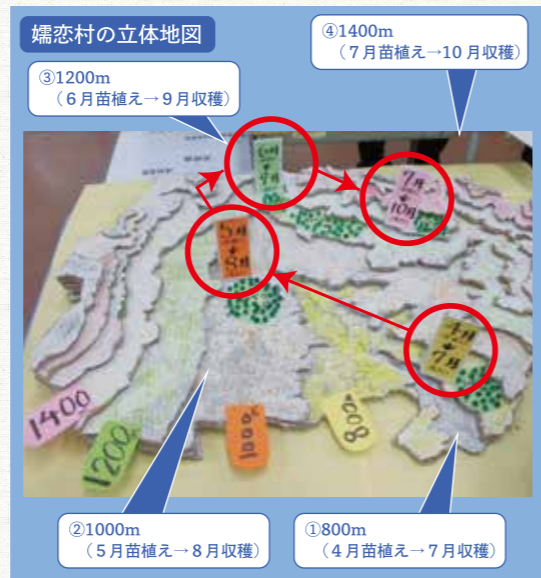 嬬恋村の立体地図
④1400m
（7月苗植え→10月収穫）
③1200m
（6月苗植え→9月収穫）
7月
10月
5月
8月
4月
7月
1400
1200
1000
800
②1000m
（5月苗植え→8月収穫）
①800m
（4月苗植え→7月収穫）